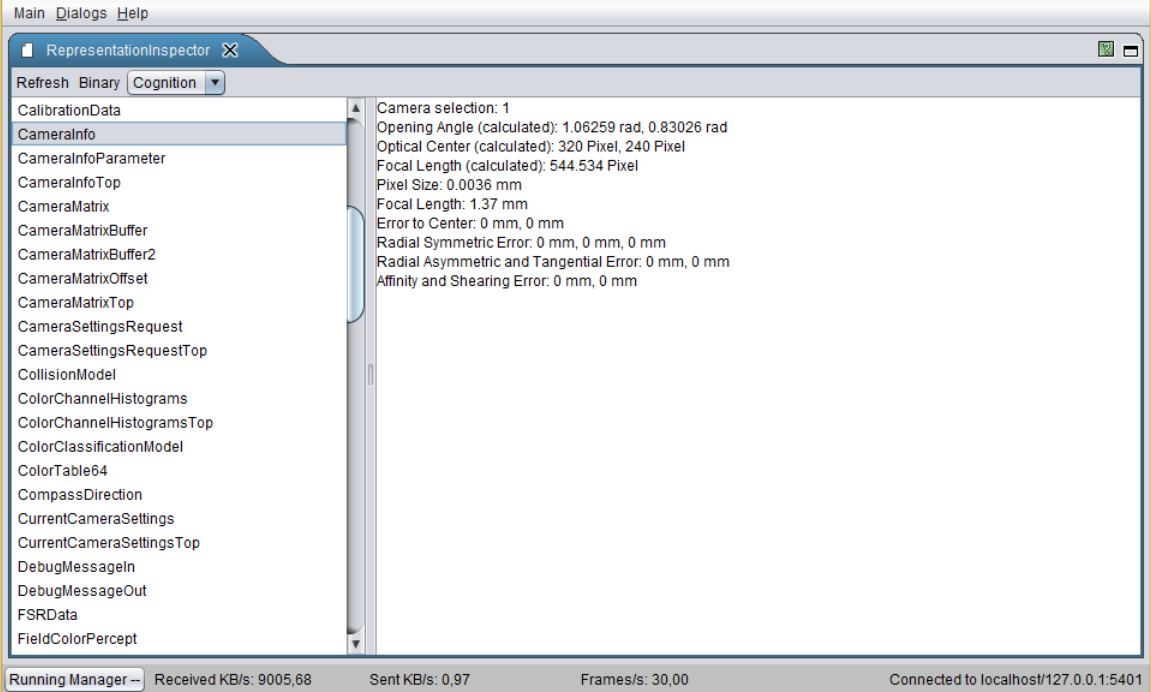 Main Dialogs Help
RepresentationInspector
Refresh Binary Cognition
CalibrationData
CameraInfo
CameraInfoParameter
CameraInfoTop
CameraMatrix
CameraMatrixBuffer
CameraMatrixBuffer2
CameraMatrixOffset
CameraMatrixTop
CameraSettingsRequest
CameraSettingsRequestTop
CollisionModel
ColorChannelHistograms
ColorChannelHistogramsTop
ColorClassificationModel
ColorTable64
CompassDirection
CurrentCameraSettings
CurrentCameraSettingsTop
DebugMessageIn
DebugMessageOut
FSRData
FieldColorPercept
Camera selection: 1
Opening Angle (calculated): 1.06259 rad, 0.83026 rad
Optical Center (calculated): 320 Pixel, 240 Pixel
Focal Length (calculated): 544.534 Pixel
Pixel Size: 0.0036 mm
Focal Length: 1.37 mm
Error to Center: 0 mm, 0 mm
Radial Symmetric Error: 0 mm, 0 mm, 0 mm
Radial Asymmetric and Tangential Error: 0 mm, 0 mm
Affinity and Shearing Error: 0 mm, 0 mm
Running Manager -- Received KB/s: 9005,68 Sent KB/s: 0,97 Frames/s: 30,00 Connected to localhost/127.0.0.1:5401